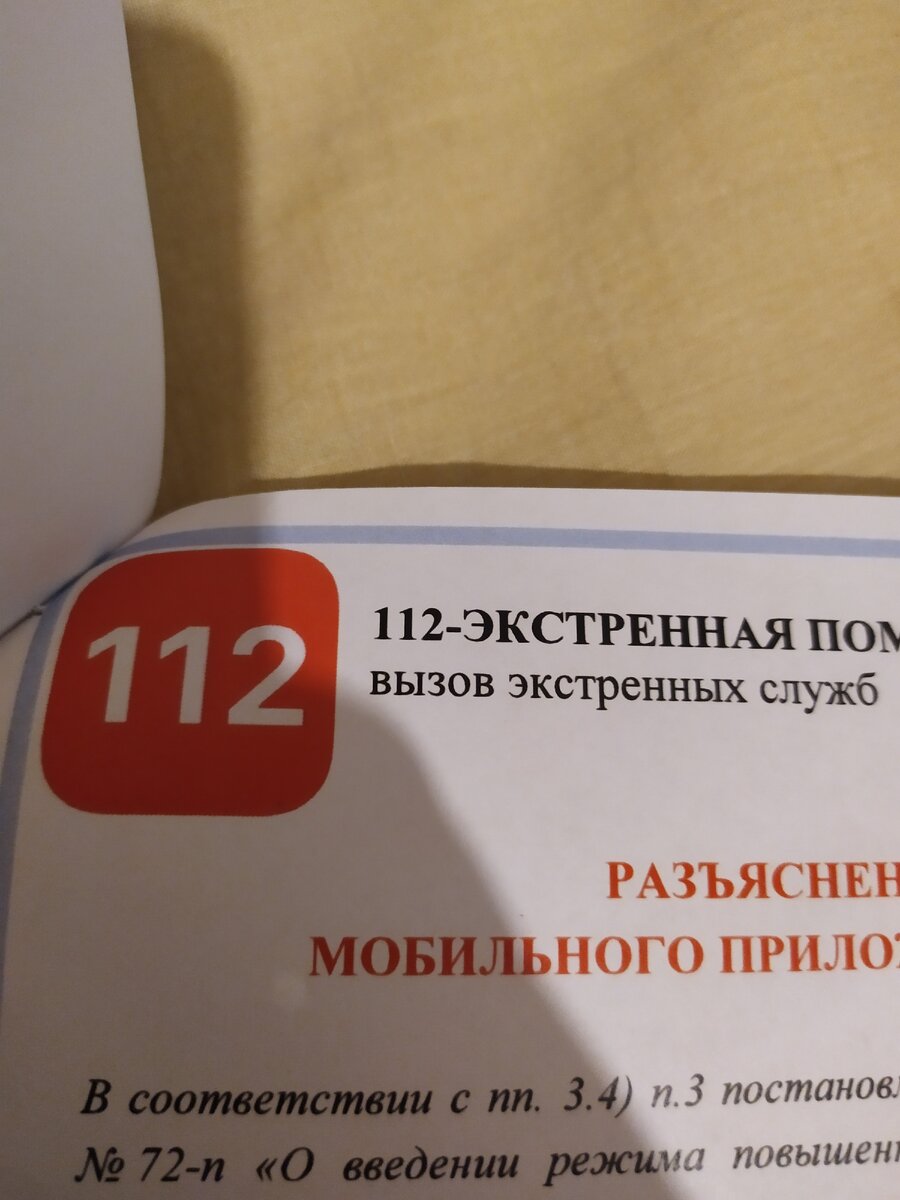 112
112-ЭКСТРЕННАЯ ПОМ
вызов экстренных служб
РАЗЪЯСНЕН
МОБИЛЬНОГО ПРИЛО
В соответствии с пп. 3.4) п.3 постанов
№ 72-п «О введении режима повышен